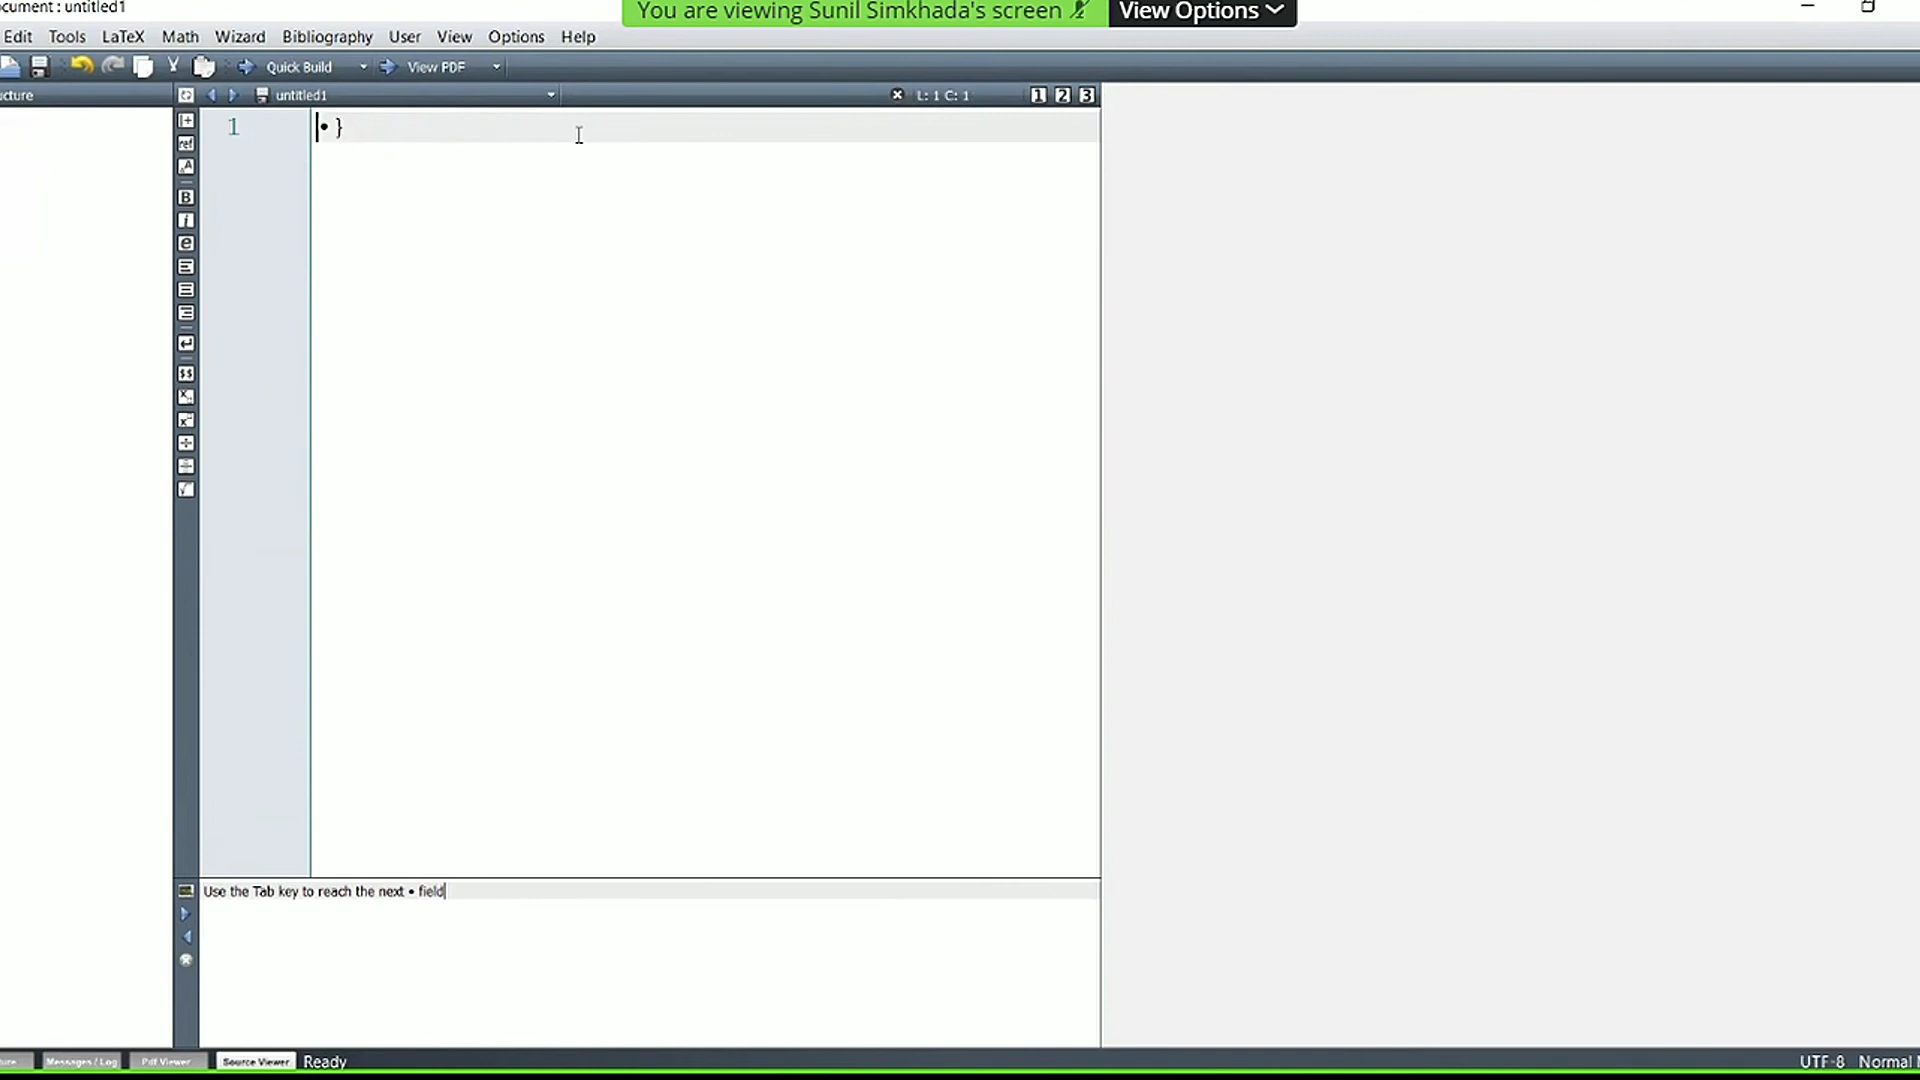 ocument : untitled1
You are viewing Sunil Simkhada's screen View Options
Edit Tools LaTeX Math Wizard Bibliography User View Options Help
Quick Build View PDF
cture untitled1 L: 1 C: 1 1 2 3
1 • }
Use the Tab key to reach the next • field
Messages / Log Pdf Viewer Source Viewer Ready UTF-8 Normal